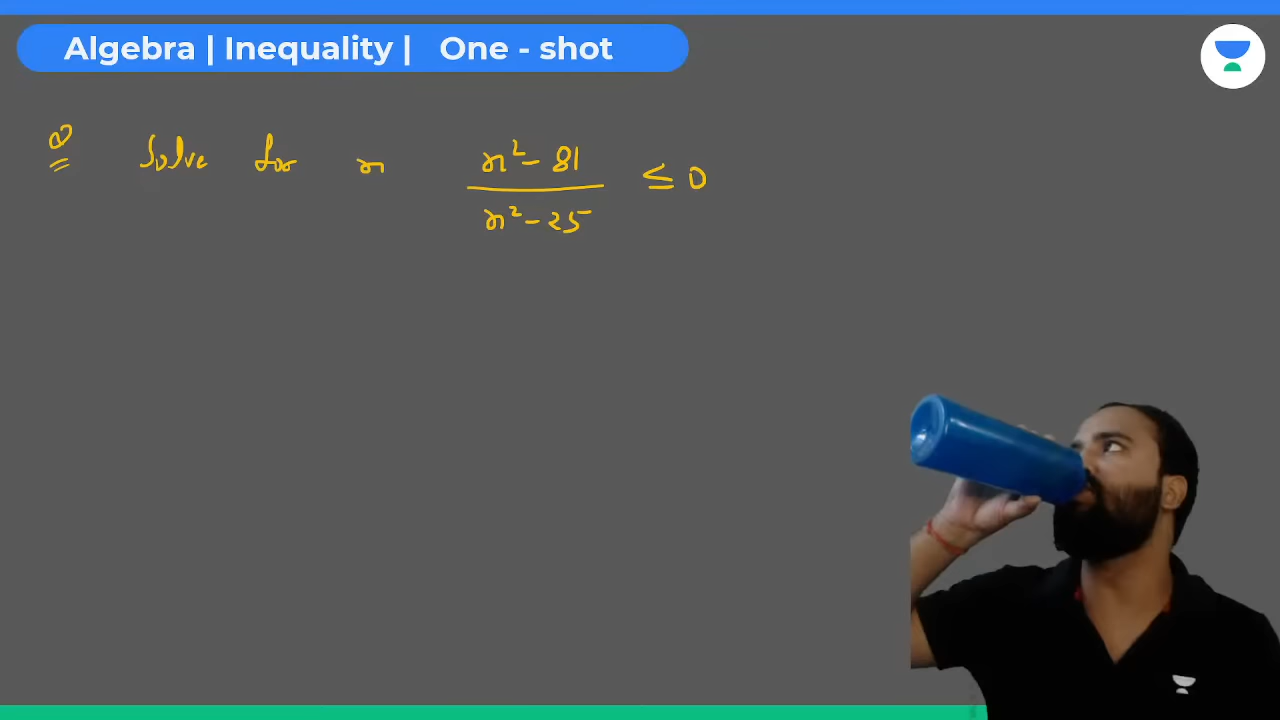 Algebra | Inequality | One - shot
Q Solve for x x² - 81 / x² - 25 ≤ 0